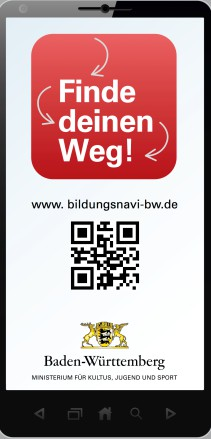 Finde
deinen
Weg!
www. bildungsnavi-bw.de
Baden-Württemberg
MINISTERIUM FÜR KULTUS, JUGEND UND SPORT